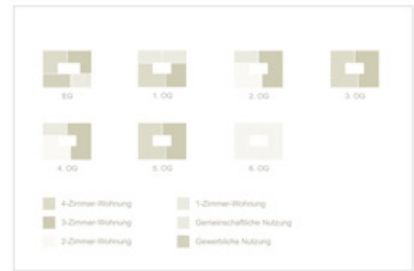 EG 1. OG 2. OG 3. OG
4. OG 5. OG 6. OG
4-Zimmer-Wohnung 1-Zimmer-Wohnung
3-Zimmer-Wohnung Gemeinschaftliche Nutzung
2-Zimmer-Wohnung Gewerbliche Nutzung